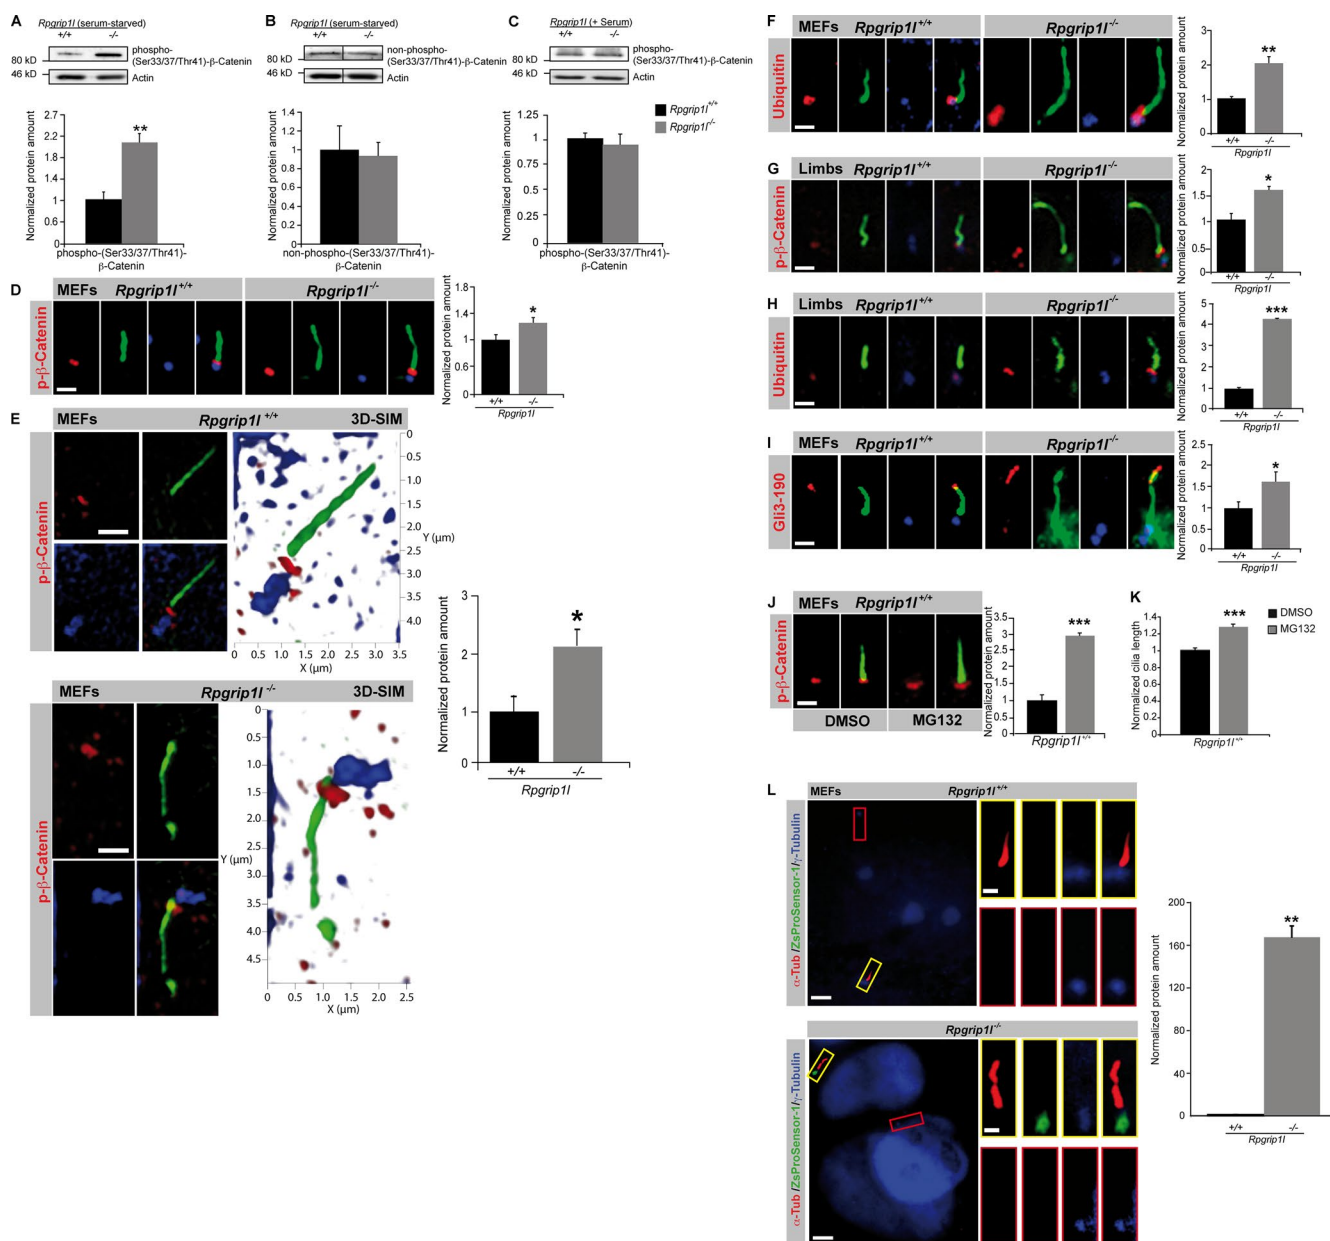 A
Rpgrip1l (serum-starved)
+/+ -/-
80 kD
phospho-
(Ser33/37/Thr41)-β-Catenin
46 kD
Actin
Normalized protein amount
2.7
2.1
1.8
1.2
0.6
0
**
phospho-(Ser33/37/Thr41)-
β-Catenin
B
Rpgrip1l (serum-starved)
+/+ -/-
80 kD
non-phospho-
(Ser33/37/Thr41)-β-Catenin
46 kD
Actin
Normalized protein amount
1.4
1.2
1
0.8
0.6
0.4
0.2
0
non-phospho-(Ser33/37/Thr41)-
β-Catenin
C
Rpgrip1l (+ Serum)
+/+ -/-
80 kD
phospho-
(Ser33/37/Thr41)-β-Catenin
46 kD
Actin
Normalized protein amount
1.25
1
0.75
0.5
0.25
0
phospho-(Ser33/37/Thr41)-
β-Catenin
Rpgrip1l+/+
Rpgrip1l-/-
D
MEFs Rpgrip1l+/+ Rpgrip1l-/-
p-β-Catenin
Normalized protein amount
1.8
1.4
1
0.6
0
*
+/+ -/-
Rpgrip1l
E
MEFs Rpgrip1l +/+ 3D-SIM
p-β-Catenin
0
0.5
1.0
1.5
2.0
Y (µm)
2.5
3.0
3.5
4.0
0 0.5 1.0 1.5 2.0 2.5 3.0 3.5
X (µm)
MEFs Rpgrip1l -/- 3D-SIM
p-β-Catenin
0
0.5
1.0
1.5
2.0
Y (µm)
2.5
3.0
3.5
4.0
4.5
0 0.5 1.0 1.5 2.0 2.5
X (µm)
Normalized protein amount
3
2
1
0
*
+/+ -/-
Rpgrip1l
F
MEFs Rpgrip1l+/+ Rpgrip1l-/-
Ubiquitin
Normalized protein amount
3
2
1
0
**
+/+ -/-
Rpgrip1l
G
Limbs Rpgrip1l+/+ Rpgrip1l-/-
p-β-Catenin
Normalized protein amount
2
1.5
1
0.5
0
*
+/+ -/-
Rpgrip1l
H
Limbs Rpgrip1l+/+ Rpgrip1l-/-
Ubiquitin
Normalized protein amount
5
4
3
2
1
0
***
+/+ -/-
Rpgrip1l
I
MEFs Rpgrip1l+/+ Rpgrip1l-/-
Gli3-190
Normalized protein amount
2.5
2
1.5
1
0.5
0
*
+/+ -/-
Rpgrip1l
J
MEFs Rpgrip1l+/+
p-β-Catenin
DMSO MG132
Normalized protein amount
3.5
3
2.5
2
1.5
1
0.5
0
***
Rpgrip1l+/+
K
DMSO
MG132
Normalized cilia length
1.4
1.2
1
0.8
0.6
0.4
0.2
0
***
Rpgrip1l+/+
L
MEFs Rpgrip1l+/+
α-Tub /ZsProSensor-1/γ-Tubulin
Rpgrip1l-/-
α-Tub /ZsProSensor-1/γ-Tubulin
Normalized protein amount
200
160
120
80
40
0
**
+/+ -/-
Rpgrip1l